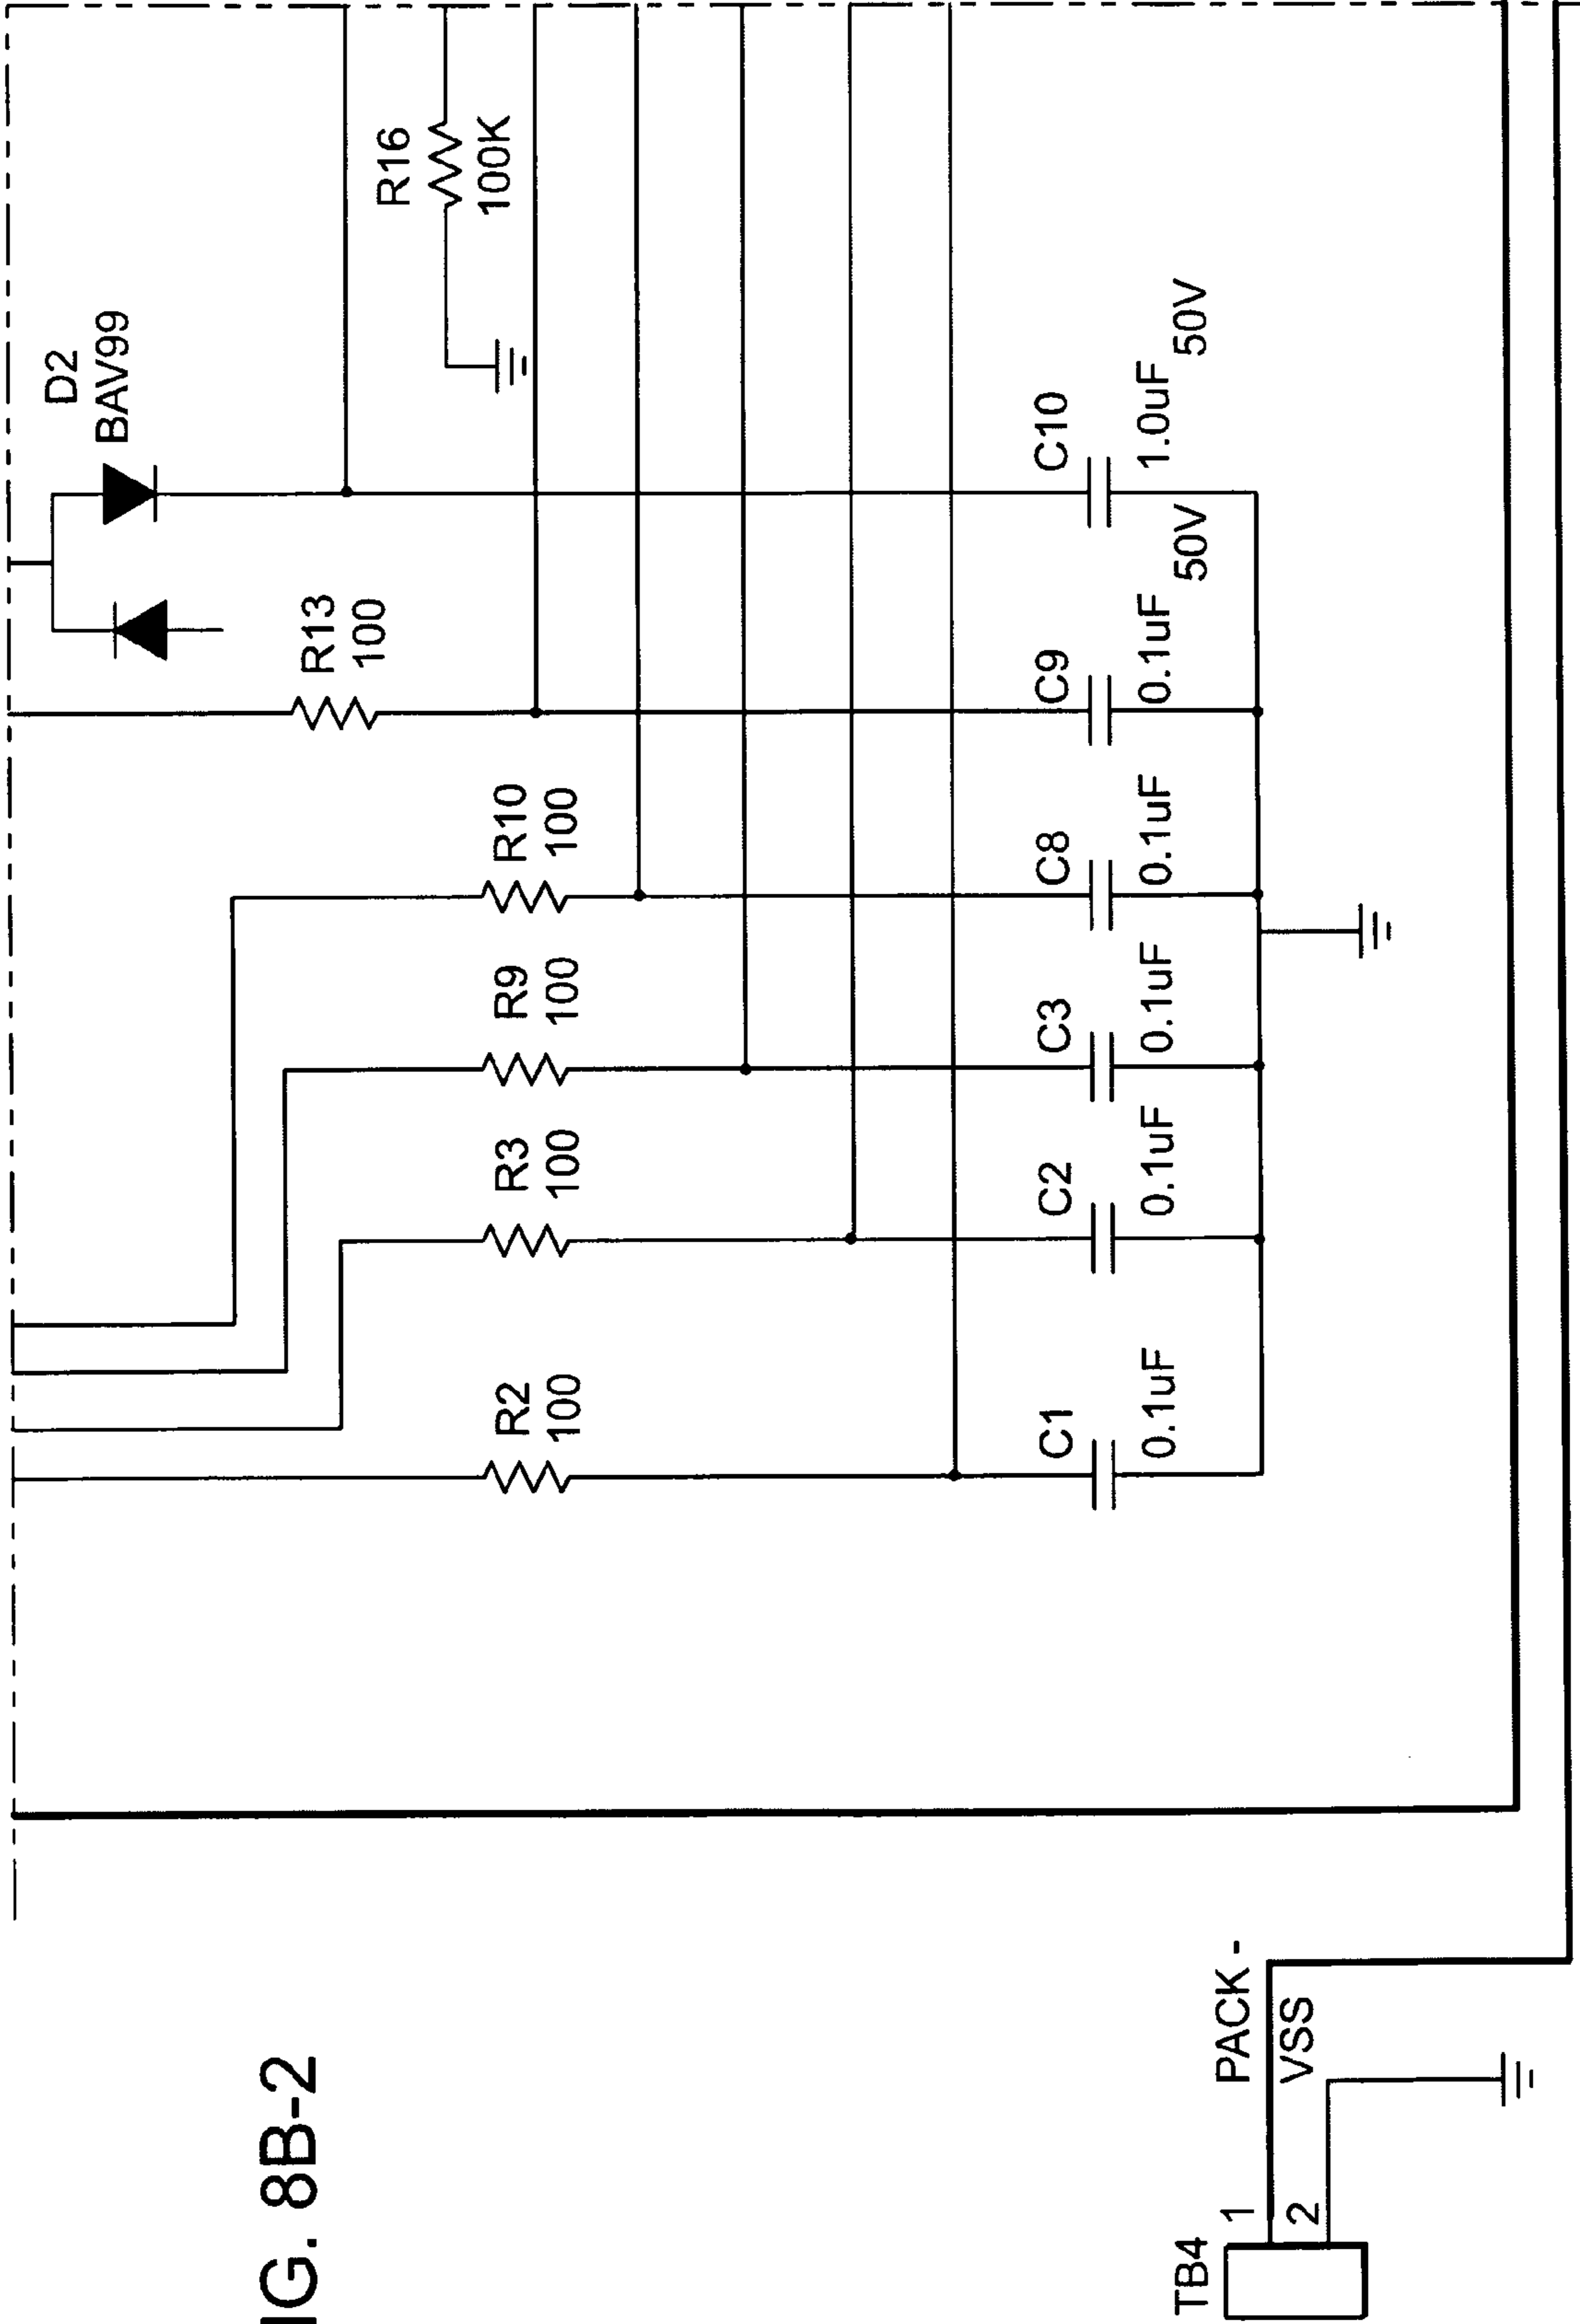 D2
BAV99
IG. 8B-2
R13
100
R16
100K
R2
100
R3
100
R9
100
R10
100
C1
0.1uF
C2
0.1uF
C3
0.1uF
C8
0.1uF
C9
0.1uF
50V
C10
1.0uF
50V
TB4
1
PACK -
2
VSS